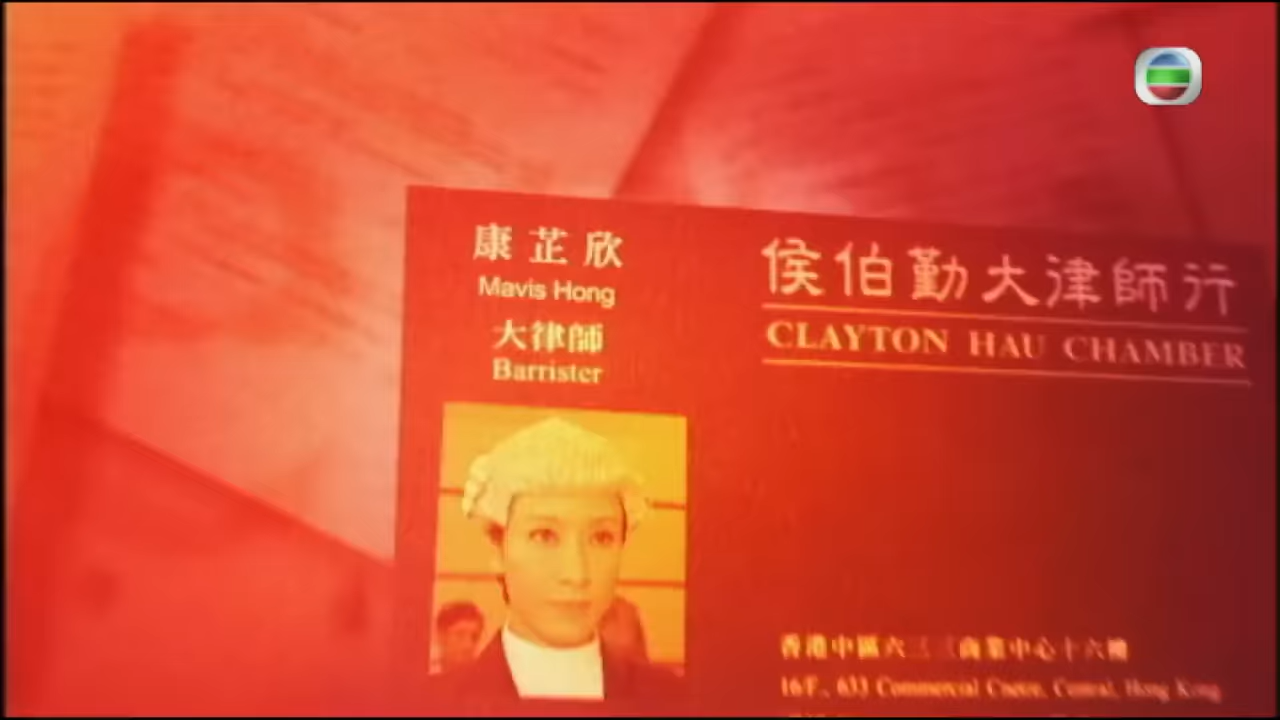 康芷欣
Mavis Hong
大律師
Barrister
侯伯勤大律師行
CLAYTON HAU CHAMBER
香港中區六三三商業中心十六樓
16/F., 633 Commercial Centre, Central, Hong Kong